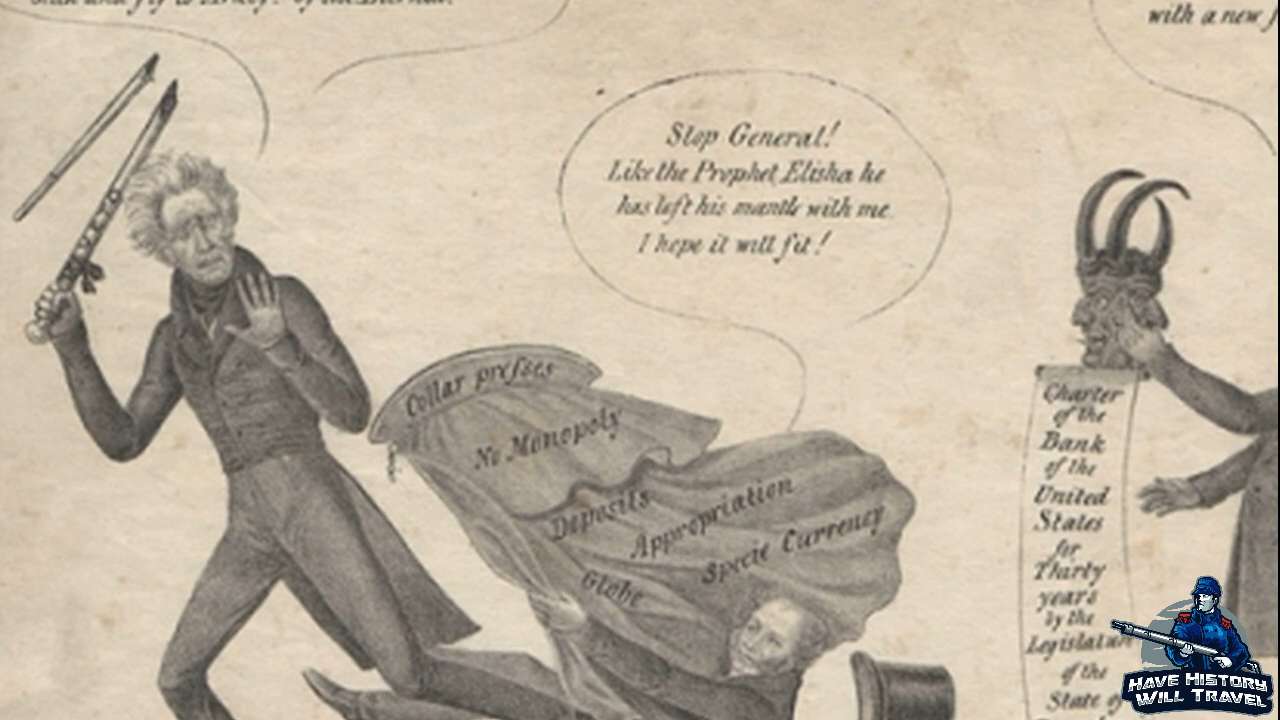 with a new
Stop General!
Like the Prophet Elisha he
has left his mantle with me
I hope it will fit!
Collar presses
No Monopoly
Deposits
Appropriation
Specie Currency
Globe
Charter
of the
Bank
of the
United
States
for
Thirty
years
by the
Legislature
of the
State of
HAVE HISTORY
WILL TRAVEL